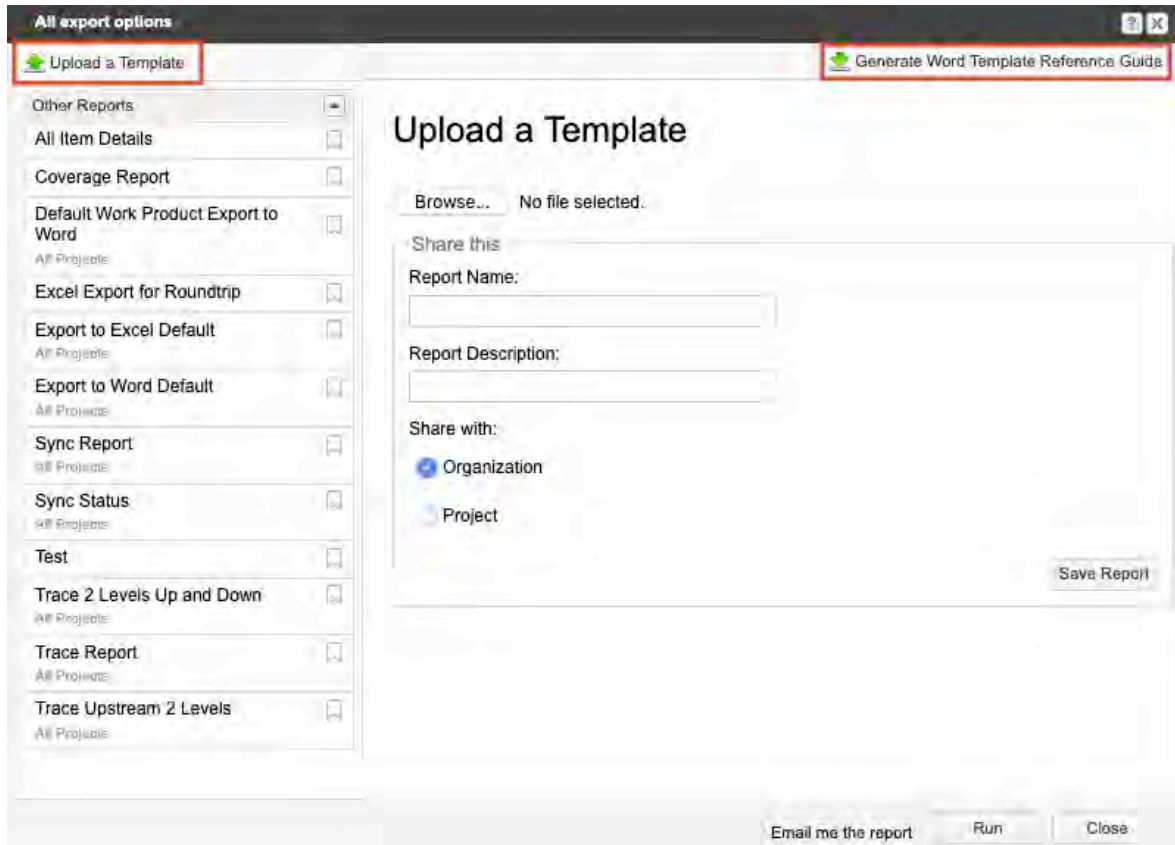 All export options
Upload a Template
Generate Word Template Reference Guide
Other Reports
All Item Details
Coverage Report
Default Work Product Export to
Word
All Projects
Excel Export for Roundtrip
Export to Excel Default
All Projects
Export to Word Default
All Projects
Sync Report
All Projects
Sync Status
All Projects
Test
Trace 2 Levels Up and Down
All Projects
Trace Report
All Projects
Trace Upstream 2 Levels
All Projects
Upload a Template
Browse... No file selected.
Share this
Report Name:
Report Description:
Share with:
Organization
Project
Save Report
Email me the report
Run
Close